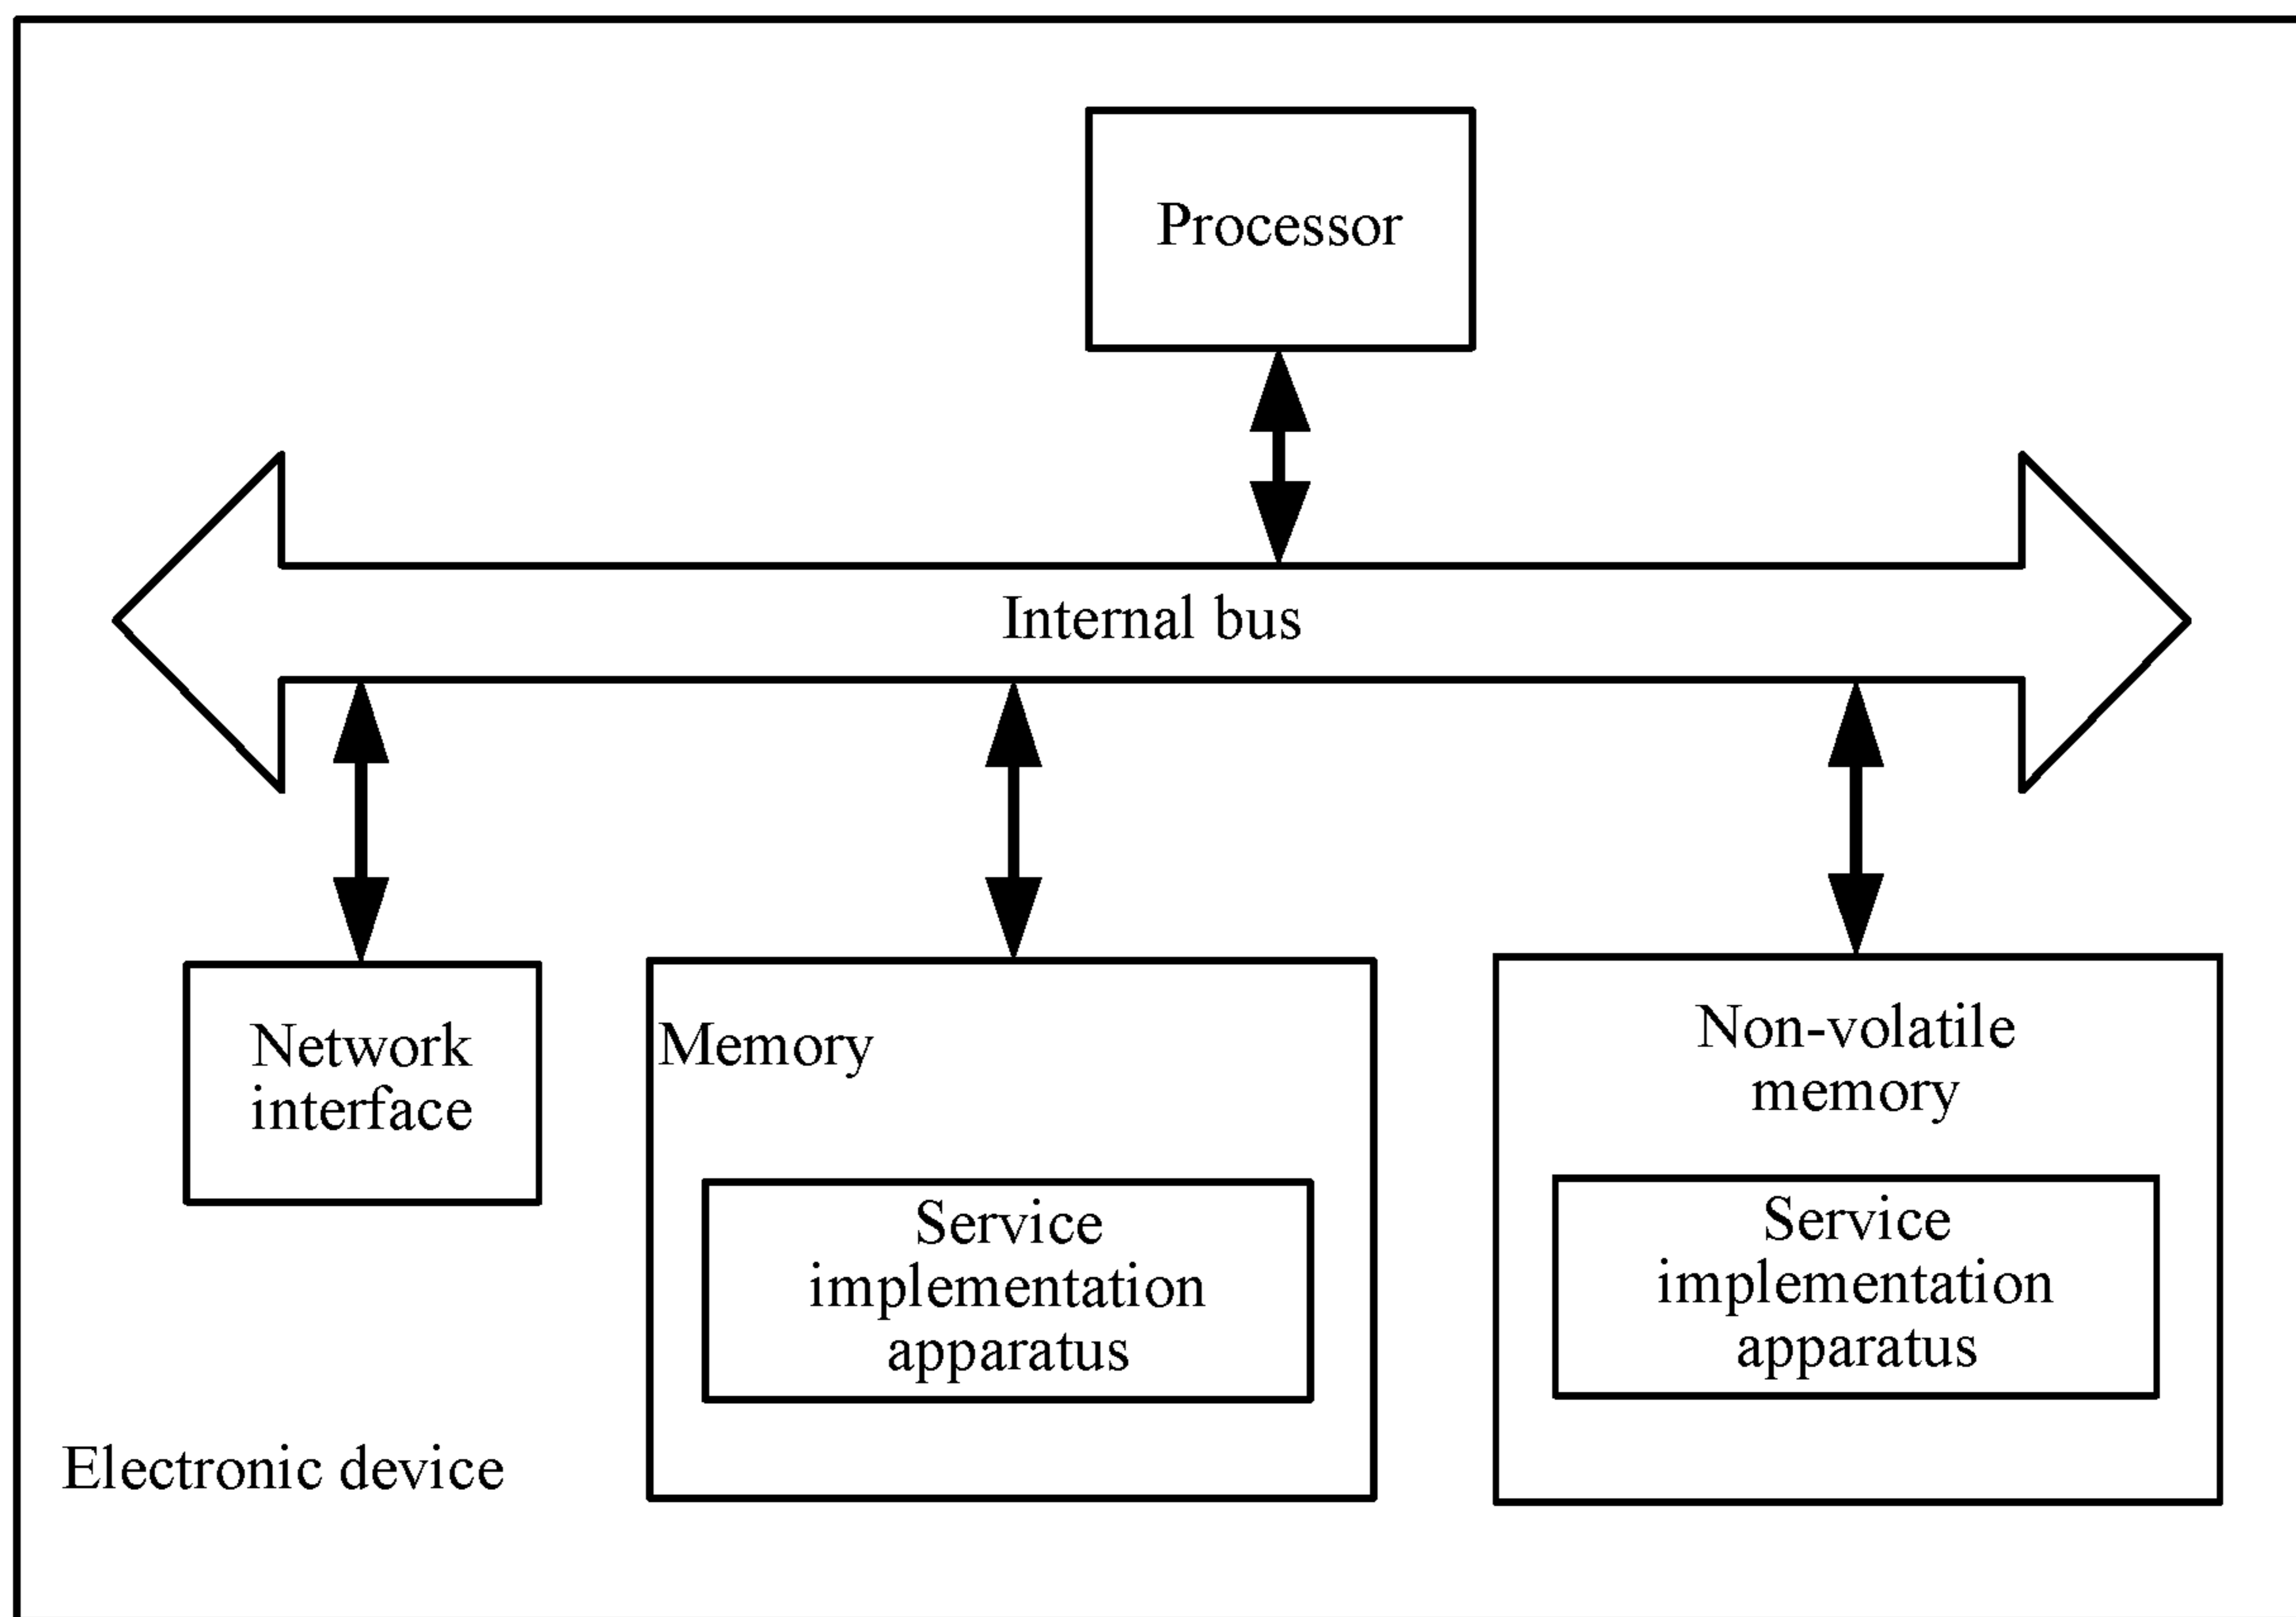 Processor
Internal bus
Network
interface
Memory
Service
implementation
apparatus
Non-volatile
memory
Service
implementation
apparatus
Electronic device